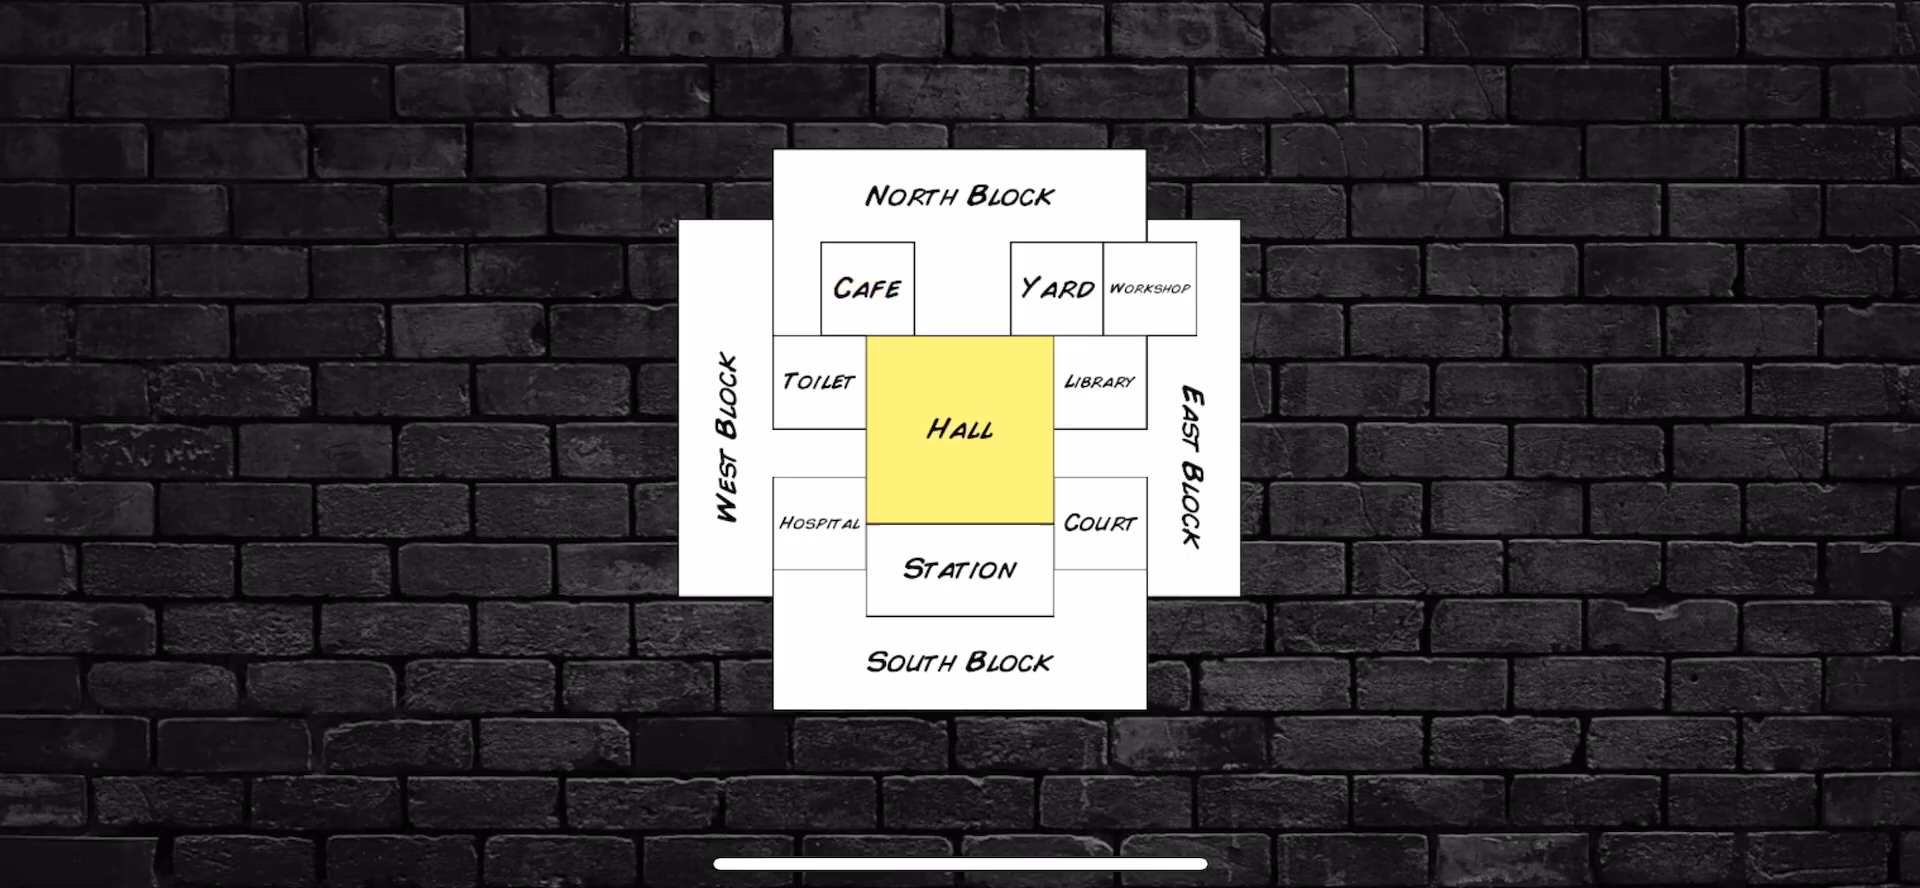 North Block
Cafe
Yard
Workshop
Toilet
Library
Hall
West Block
East Block
Hospital
Court
Station
South Block